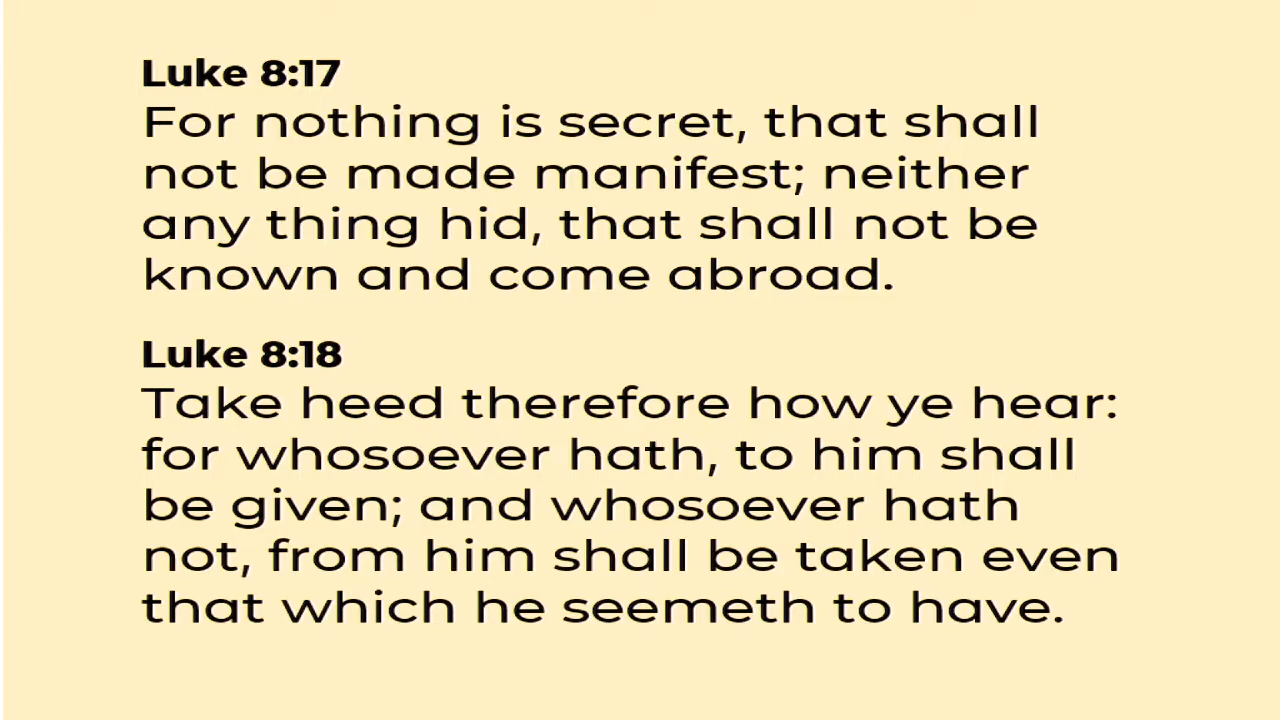 Luke 8:17
For nothing is secret, that shall
not be made manifest; neither
any thing hid, that shall not be
known and come abroad.
Luke 8:18
Take heed therefore how ye hear:
for whosoever hath, to him shall
be given; and whosoever hath
not, from him shall be taken even
that which he seemeth to have.